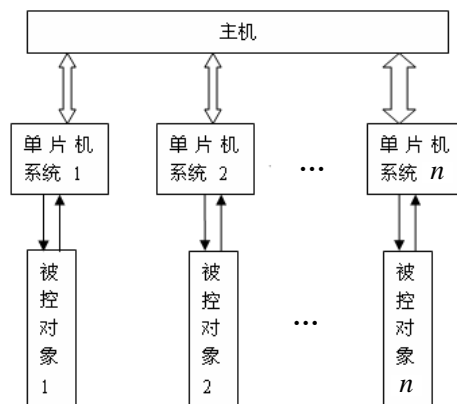 主机
单片机
系统 1
单片机
系统 2
...
单片机
系统 n
被控对象1
被控对象2
...
被控对象n